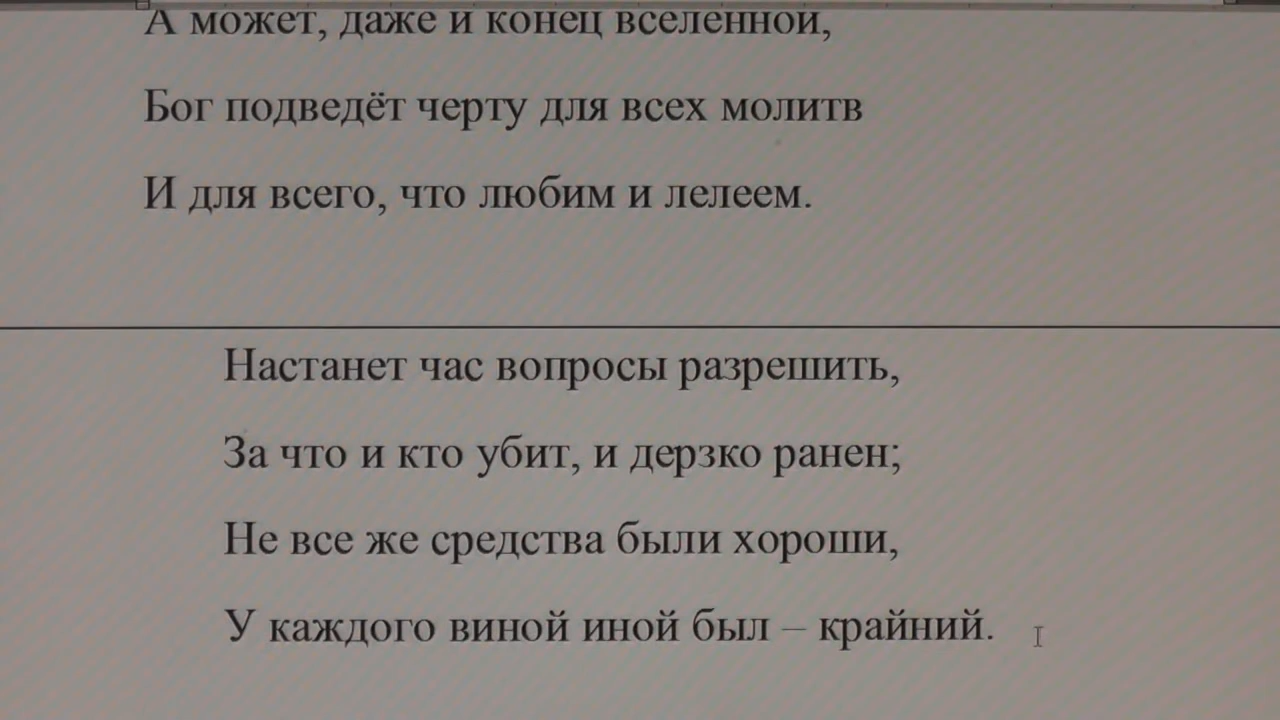 А может, даже и конец вселенной,
Бог подведёт черту для всех молитв
И для всего, что любим и лелеем.
Настанет час вопросы разрешить,
За что и кто убит, и дерзко ранен;
Не все же средства были хороши,
У каждого виной иной был – крайний.